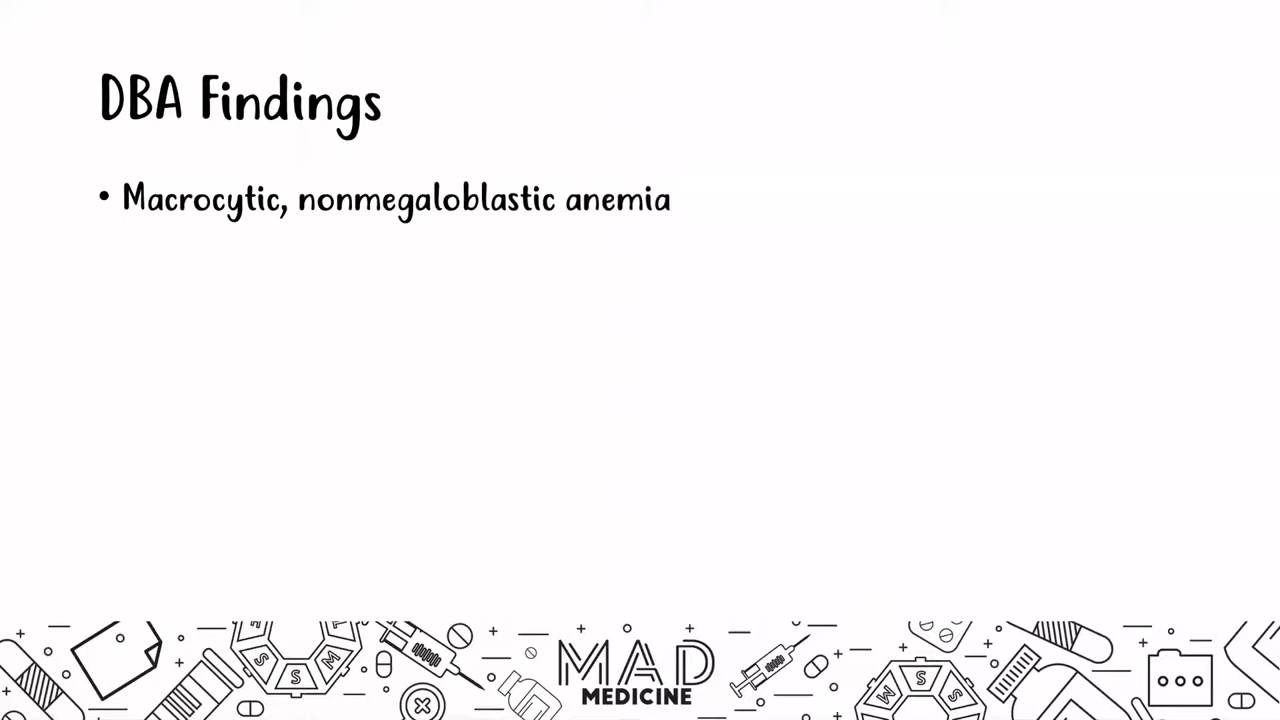 DBA Findings
• Macrocytic, nonmegaloblastic anemia
S S M
MAD
MEDICINE
M S S